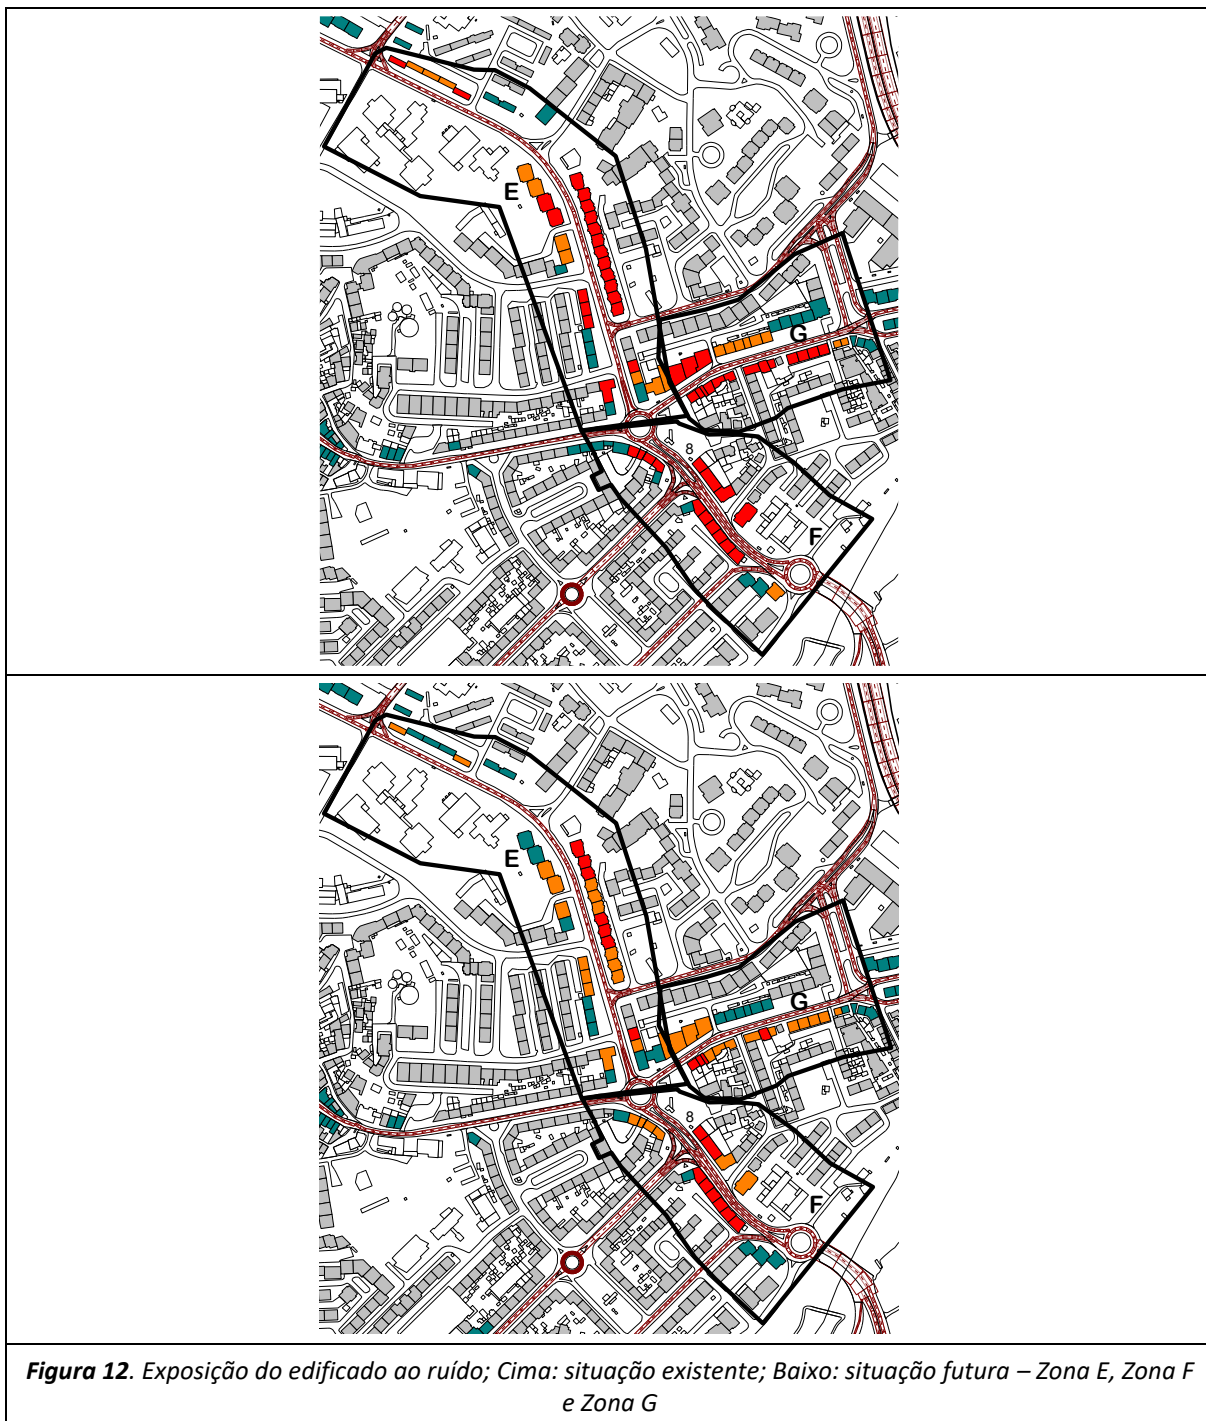 E
G
8
F
E
G
8
F
Figura 12. Exposição do edificado ao ruído; Cima: situação existente; Baixo: situação futura – Zona E, Zona F
e Zona G